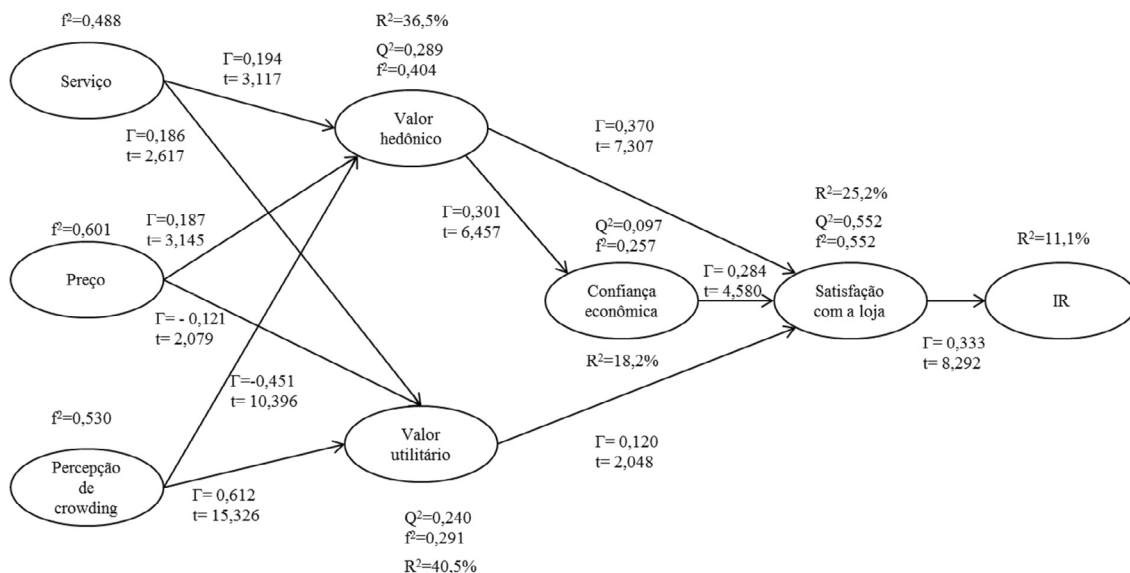 f²=0,488
Serviço
Γ=0,194
t= 3,117
Γ=0,186
t= 2,617
R²=36,5%
Q²=0,289
f²=0,404
Valor
hedônico
Γ=0,370
t= 7,307
Γ=0,301
t= 6,457
f²=0,601
Preço
Γ=0,187
t= 3,145
Γ= - 0,121
t= 2,079
Q²=0,097
f²=0,257
Confiança
econômica
R²=18,2%
Γ= 0,284
t= 4,580
R²=25,2%
Q²=0,552
f²=0,552
Satisfação
com a loja
Γ= 0,333
t= 8,292
R²=11,1%
IR
f²=0,530
Percepção
de
crowding
Γ=-0,451
t= 10,396
Γ= 0,612
t= 15,326
Valor
utilitário
Γ= 0,120
t= 2,048
Q²=0,240
f²=0,291
R²=40,5%